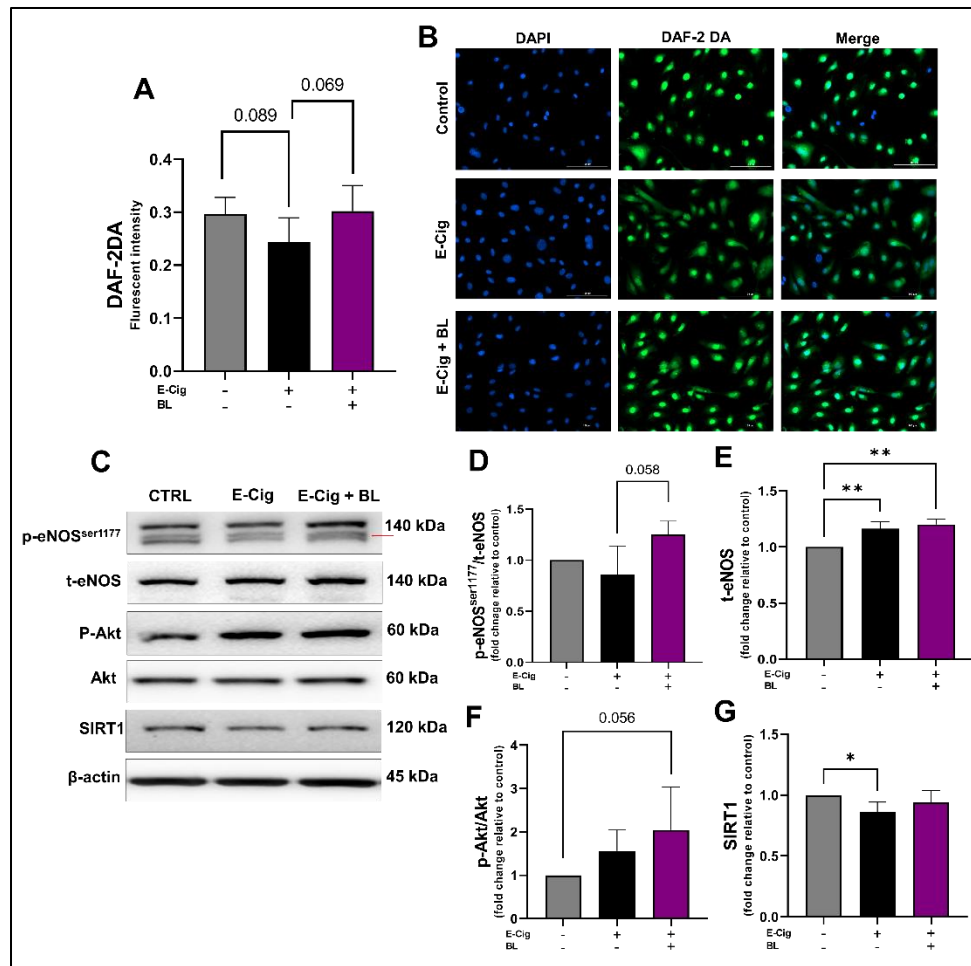 A
0.089
0.069
DAF-2DA
Flurescent intensity
0.4
0.3
0.2
0.1
0.0
E-Cig - + +
BL - - +
B
DAPI DAF-2 DA Merge
Control
E-Cig
E-Cig + BL
C
CTRL E-Cig E-Cig + BL
p-eNOSser1177 140 kDa
t-eNOS 140 kDa
P-Akt 60 kDa
Akt 60 kDa
SIRT1 120 kDa
β-actin 45 kDa
D
0.058
p-eNOSser1177/t-eNOS
(fold chnage relative to control)
1.5
1.0
0.5
0.0
E-Cig - + +
BL - - +
E
**
**
t-eNOS
(fold change relative to control)
1.5
1.0
0.5
0.0
E-Cig - + +
BL - - +
F
0.056
p-Akt/Akt
(fold change relative to control)
4
3
2
1
0
E-Cig - + +
BL - - +
G
*
SIRT1
(fold change relative to control)
1.5
1.0
0.5
0.0
E-Cig - + +
BL - - +